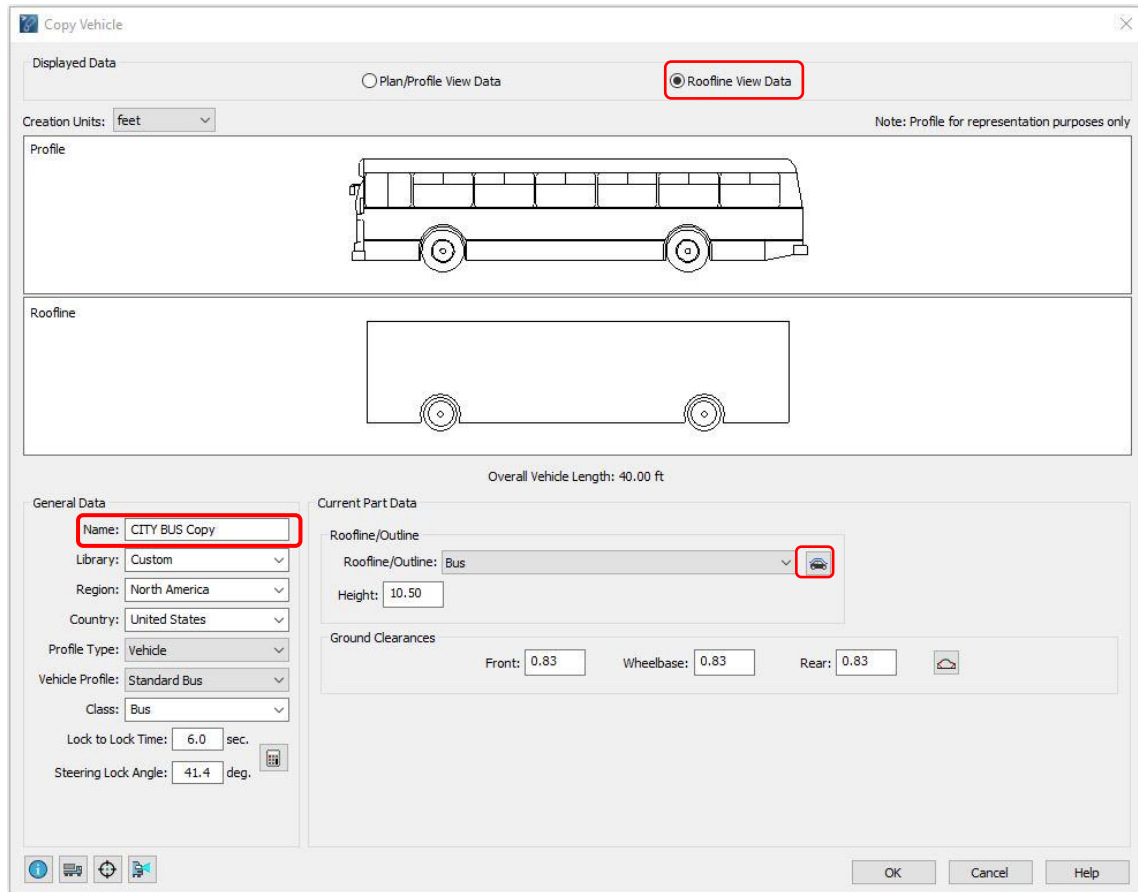 Copy Vehicle
Displayed Data
Plan/Profile View Data Roofline View Data
Creation Units: feet Note: Profile for representation purposes only
Profile
Roofline
Overall Vehicle Length: 40.00 ft
General Data
Name: CITY BUS Copy
Library: Custom
Region: North America
Country: United States
Profile Type: Vehicle
Vehicle Profile: Standard Bus
Class: Bus
Lock to Lock Time: 6.0 sec.
Steering Lock Angle: 41.4 deg.
Current Part Data
Roofline/Outline
Roofline/Outline: Bus
Height: 10.50
Ground Clearances
Front: 0.83 Wheelbase: 0.83 Rear: 0.83
OK Cancel Help